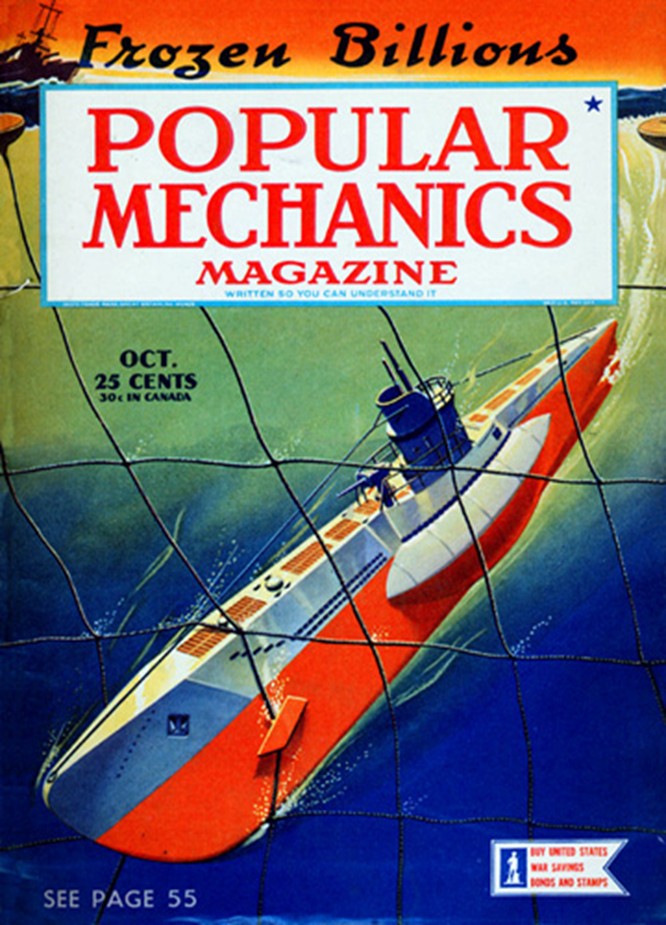 Frozen Billions
POPULAR
MECHANICS
MAGAZINE
WRITTEN SO YOU CAN UNDERSTAND IT
OCT.
25 CENTS
30¢ IN CANADA
SEE PAGE 55
BUY UNITED STATES
WAR SAVINGS
BONDS AND STAMPS